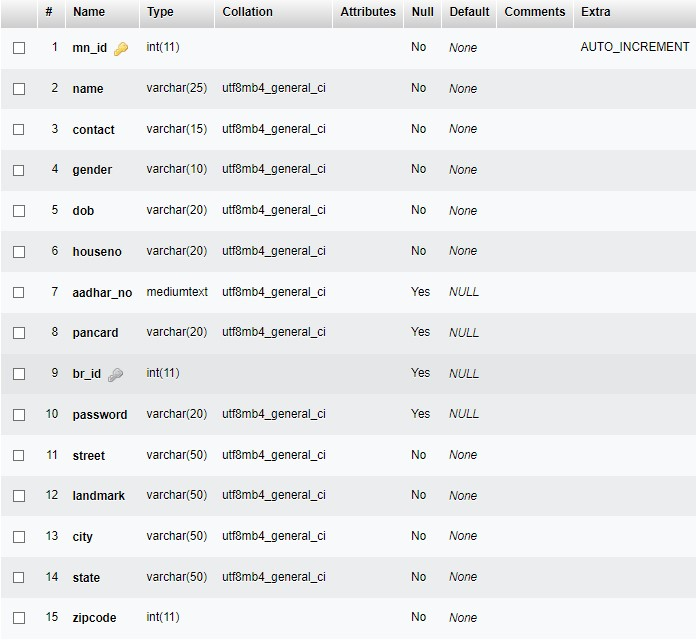 # Name Type Collation Attributes Null Default Comments Extra
1 mn_id int(11) No None AUTO_INCREMENT
2 name varchar(25) utf8mb4_general_ci No None
3 contact varchar(15) utf8mb4_general_ci No None
4 gender varchar(10) utf8mb4_general_ci No None
5 dob varchar(20) utf8mb4_general_ci No None
6 houseno varchar(20) utf8mb4_general_ci No None
7 aadhar_no mediumtext utf8mb4_general_ci Yes NULL
8 pancard varchar(20) utf8mb4_general_ci Yes NULL
9 br_id int(11) Yes NULL
10 password varchar(20) utf8mb4_general_ci Yes NULL
11 street varchar(50) utf8mb4_general_ci No None
12 landmark varchar(50) utf8mb4_general_ci No None
13 city varchar(50) utf8mb4_general_ci No None
14 state varchar(50) utf8mb4_general_ci No None
15 zipcode int(11) No None